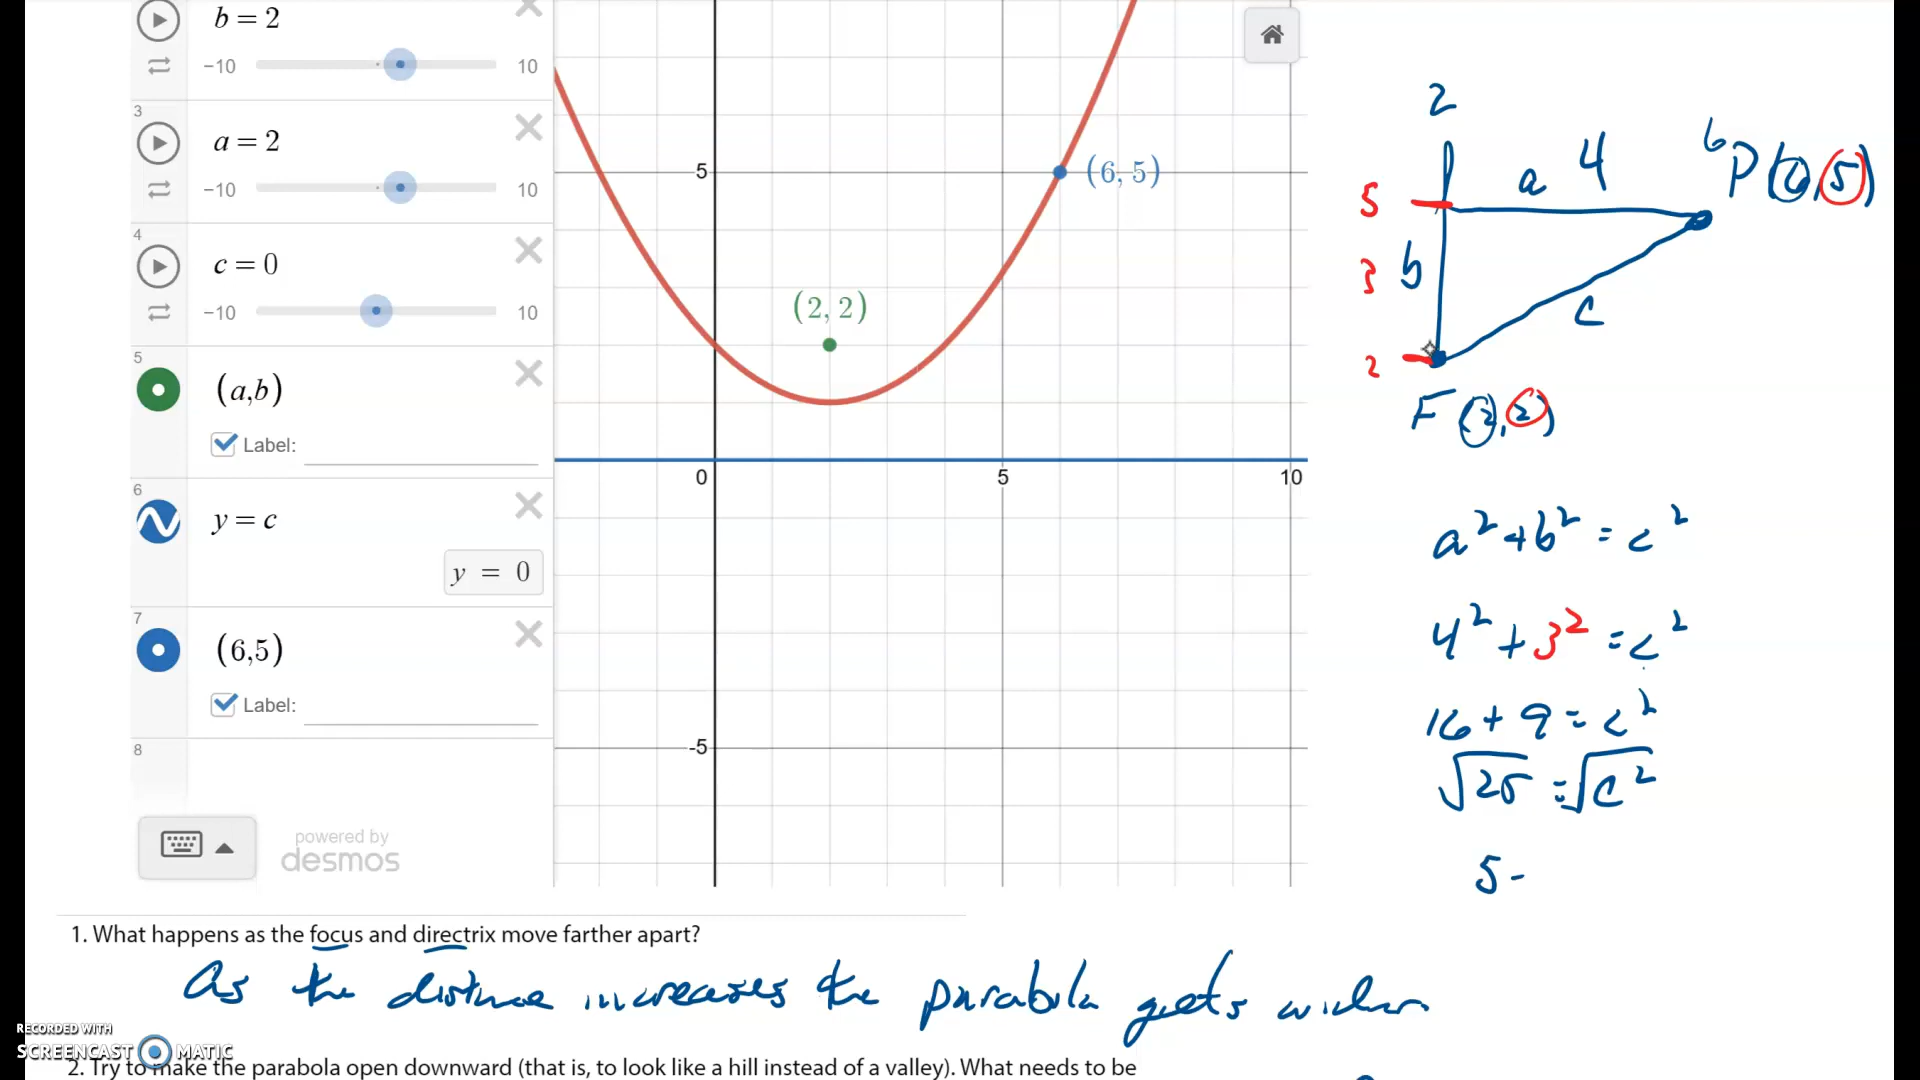 b = 2
-10
10
3
a = 2
-10
10
4
c = 0
-10
10
5
(a,b)
Label:
6
y = c
y = 0
7
(6,5)
Label:
8
powered by
desmos
5
(6, 5)
(2, 2)
0
5
10
-5
2
6
P(6,5)
a 4
5
3 b
c
2
F(2,2)
a² + b² = c²
4² + 3² = c²
16 + 9 = c²
√25 = √c²
5 -
1. What happens as the focus and directrix move farther apart?
As the distance increases the parabola gets wider
RECORDED WITH
SCREENCAST MATIC
2. Try to make the parabola open downward (that is, to look like a hill instead of a valley). What needs to be